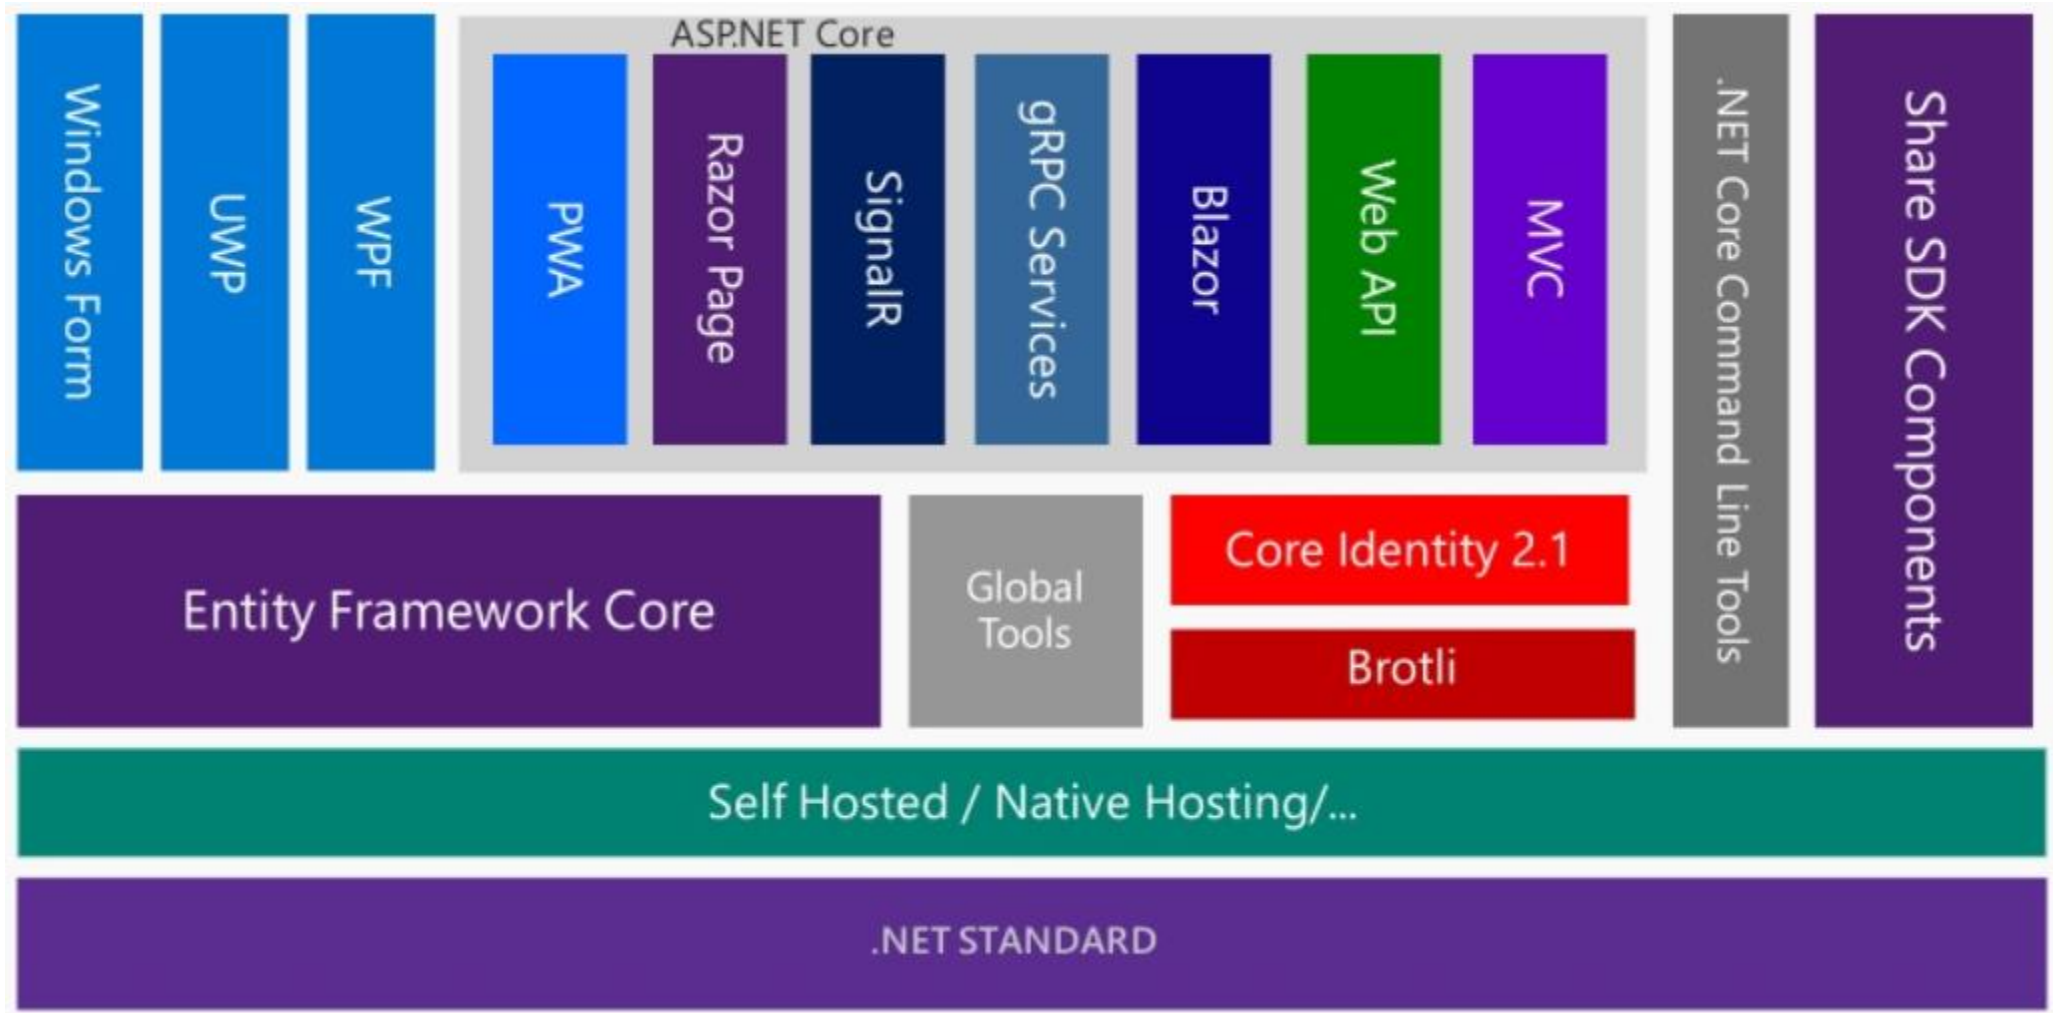 ASP.NET Core
Windows Form
UWP
WPF
PWA
Razor Page
SignalR
gRPC Services
Blazor
Web API
MVC
.NET Core Command Line Tools
Share SDK Components
Entity Framework Core
Global
Tools
Core Identity 2.1
Brotli
Self Hosted / Native Hosting/...
.NET STANDARD